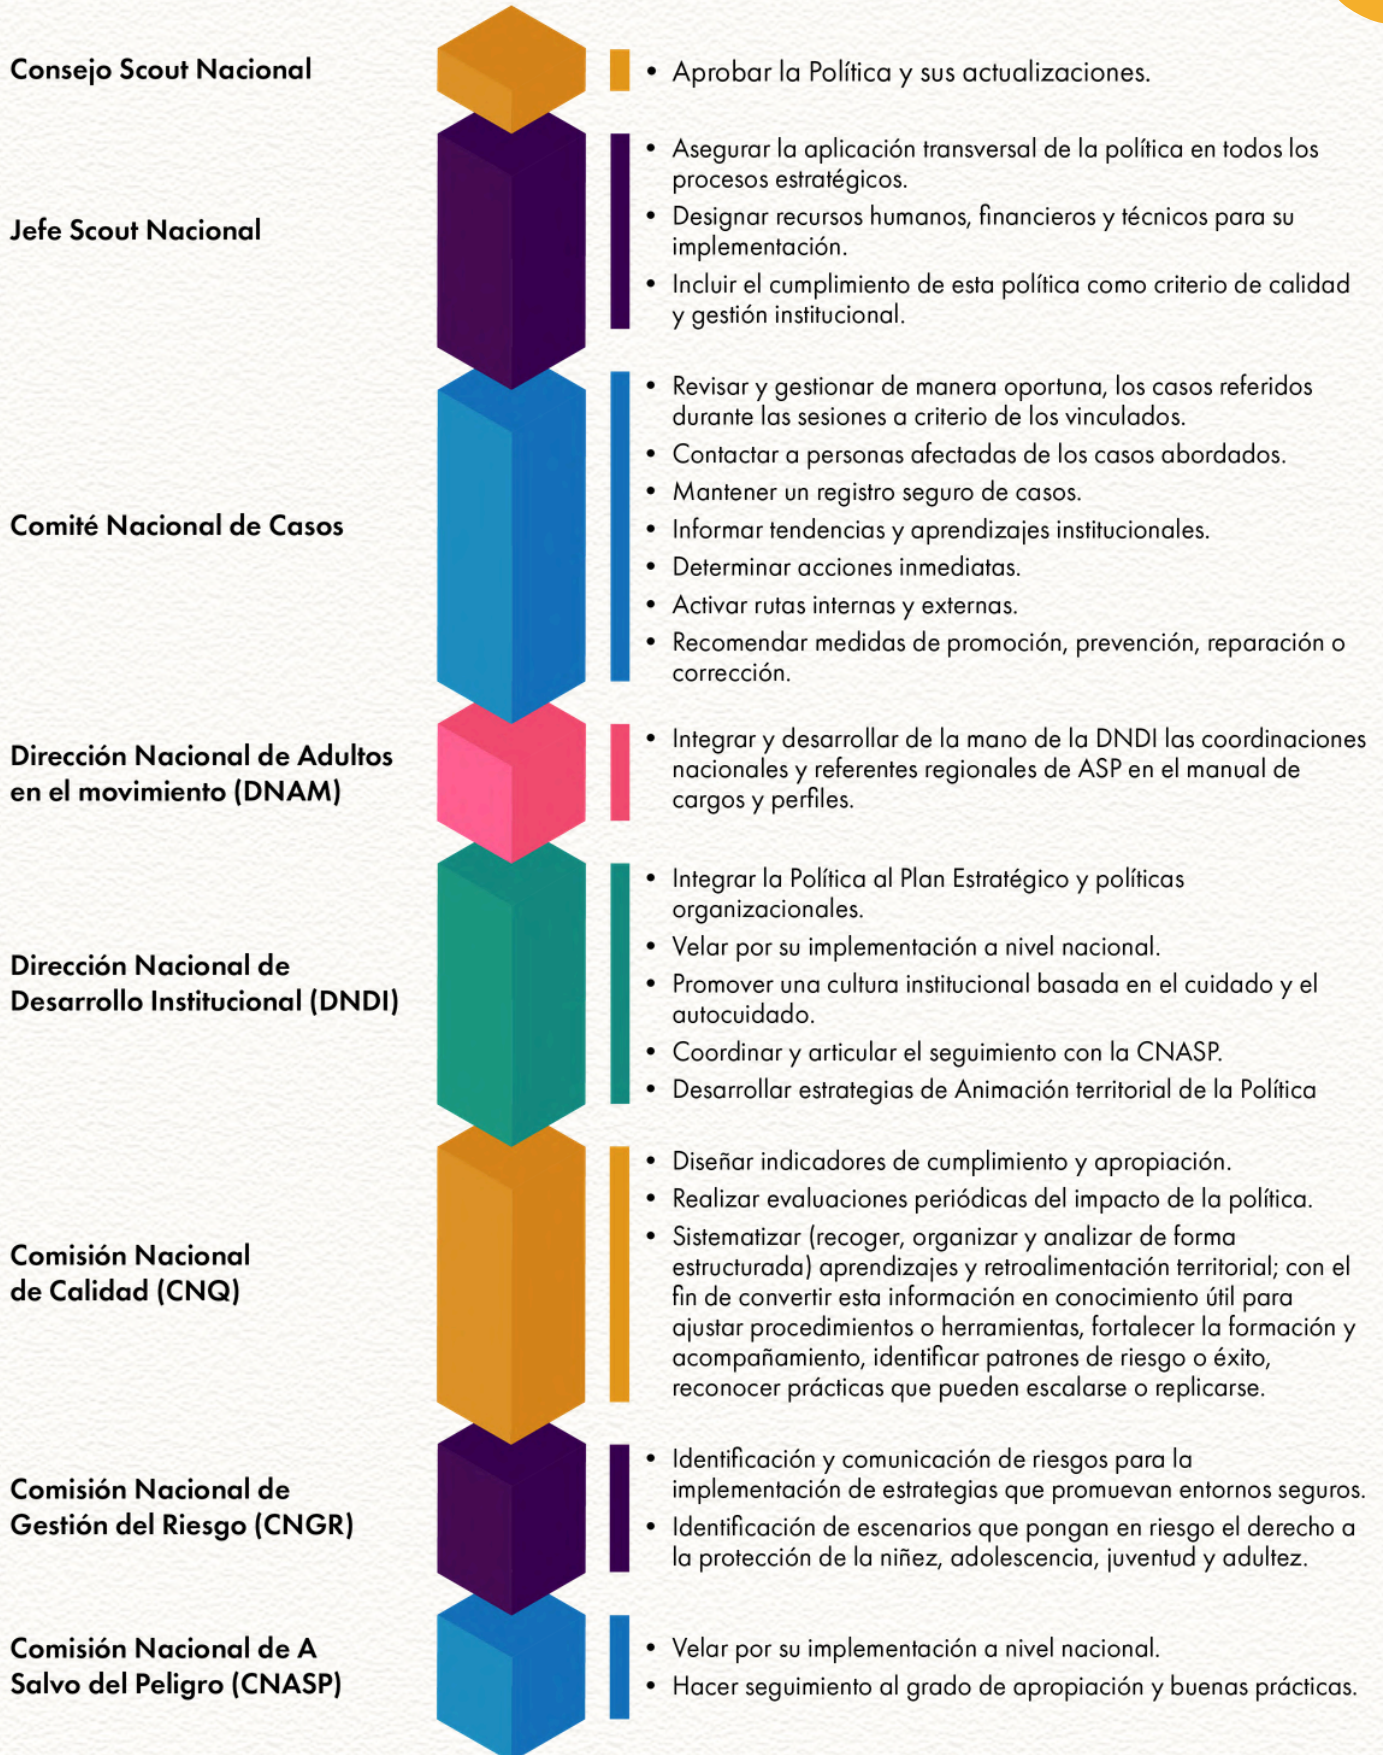 Consejo Scout Nacional
• Aprobar la Política y sus actualizaciones.
Jefe Scout Nacional
• Asegurar la aplicación transversal de la política en todos los
procesos estratégicos.
• Designar recursos humanos, financieros y técnicos para su
implementación.
• Incluir el cumplimiento de esta política como criterio de calidad
y gestión institucional.
Comité Nacional de Casos
• Revisar y gestionar de manera oportuna, los casos referidos
durante las sesiones a criterio de los vinculados.
• Contactar a personas afectadas de los casos abordados.
• Mantener un registro seguro de casos.
• Informar tendencias y aprendizajes institucionales.
• Determinar acciones inmediatas.
• Activar rutas internas y externas.
• Recomendar medidas de promoción, prevención, reparación o
corrección.
Dirección Nacional de Adultos
en el movimiento (DNAM)
• Integrar y desarrollar de la mano de la DNDI las coordinaciones
nacionales y referentes regionales de ASP en el manual de
cargos y perfiles.
Dirección Nacional de
Desarrollo Institucional (DNDI)
• Integrar la Política al Plan Estratégico y políticas
organizacionales.
• Velar por su implementación a nivel nacional.
• Promover una cultura institucional basada en el cuidado y el
autocuidado.
• Coordinar y articular el seguimiento con la CNASP.
• Desarrollar estrategias de Animación territorial de la Política
Comisión Nacional
de Calidad (CNQ)
• Diseñar indicadores de cumplimiento y apropiación.
• Realizar evaluaciones periódicas del impacto de la política.
• Sistematizar (recoger, organizar y analizar de forma
estructurada) aprendizajes y retroalimentación territorial; con el
fin de convertir esta información en conocimiento útil para
ajustar procedimientos o herramientas, fortalecer la formación y
acompañamiento, identificar patrones de riesgo o éxito,
reconocer prácticas que pueden escalarse o replicarse.
Comisión Nacional de
Gestión del Riesgo (CNGR)
• Identificación y comunicación de riesgos para la
implementación de estrategias que promuevan entornos seguros.
• Identificación de escenarios que pongan en riesgo el derecho a
la protección de la niñez, adolescencia, juventud y adultez.
Comisión Nacional de A
Salvo del Peligro (CNASP)
• Velar por su implementación a nivel nacional.
• Hacer seguimiento al grado de apropiación y buenas prácticas.